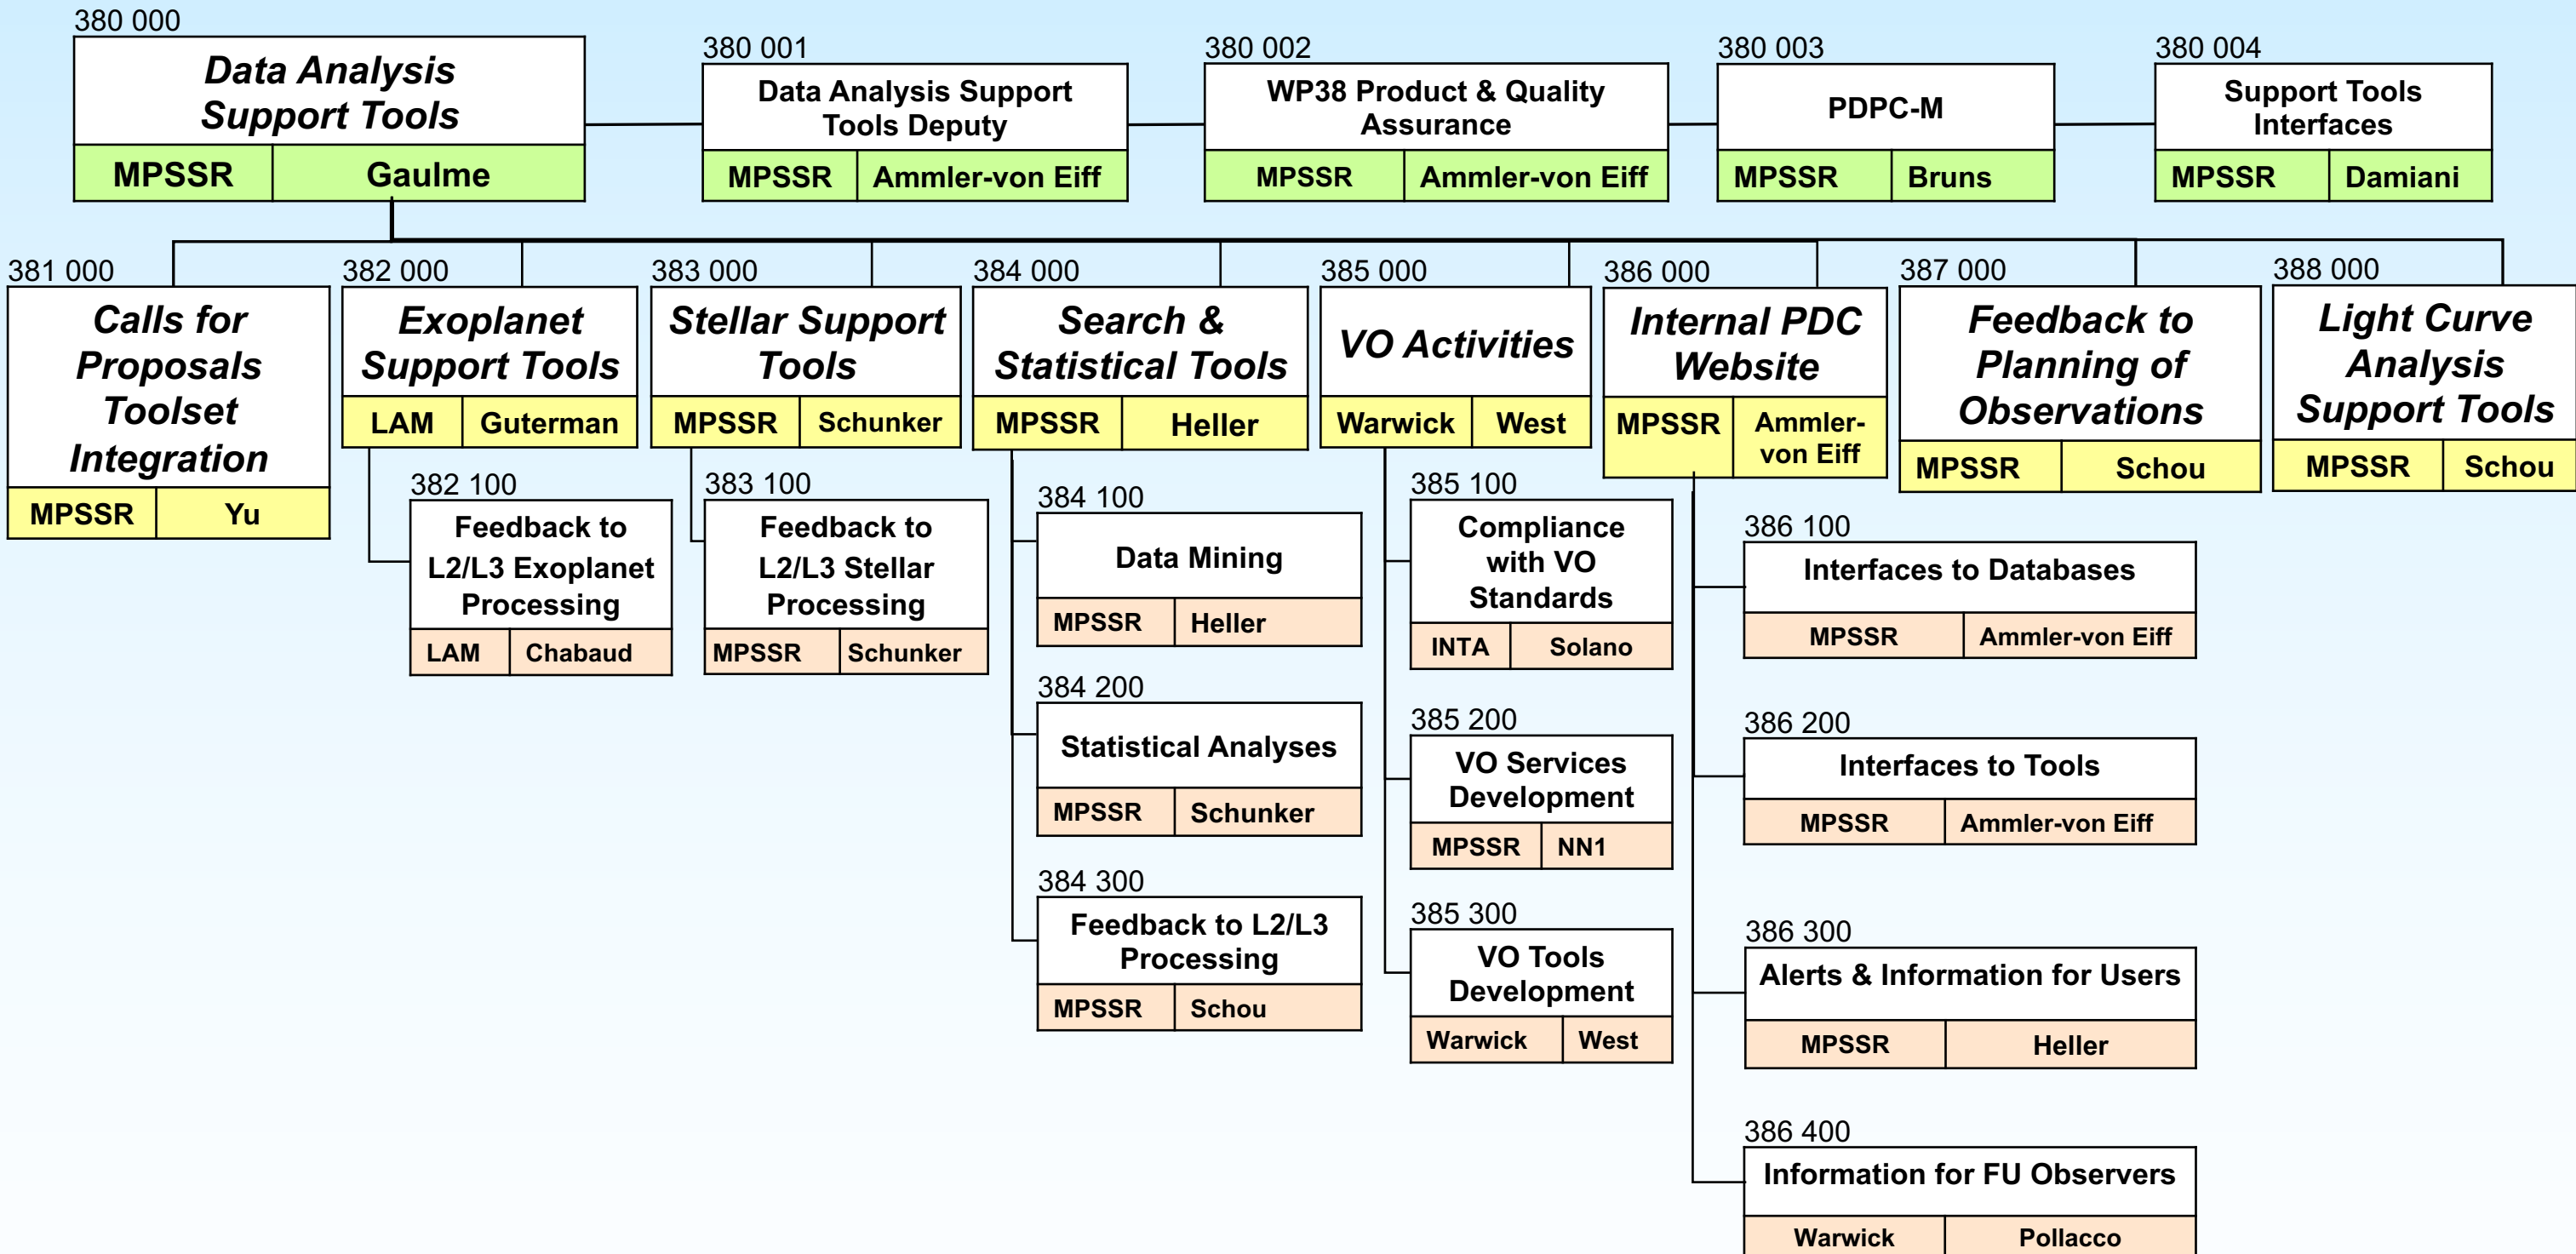 380 000
Data Analysis
Support Tools
MPSSR Gaulme
380 001
Data Analysis Support
Tools Deputy
MPSSR Ammler-von Eiff
380 002
WP38 Product & Quality
Assurance
MPSSR Ammler-von Eiff
380 003
PDPC-M
MPSSR Bruns
380 004
Support Tools
Interfaces
MPSSR Damiani
381 000
Calls for
Proposals
Toolset
Integration
MPSSR Yu
382 000
Exoplanet
Support Tools
LAM Guterman
382 100
Feedback to
L2/L3 Exoplanet
Processing
LAM Chabaud
383 000
Stellar Support
Tools
MPSSR Schunker
383 100
Feedback to
L2/L3 Stellar
Processing
MPSSR Schunker
384 000
Search &
Statistical Tools
MPSSR Heller
384 100
Data Mining
MPSSR Heller
384 200
Statistical Analyses
MPSSR Schunker
384 300
Feedback to L2/L3
Processing
MPSSR Schou
385 000
VO Activities
Warwick West
385 100
Compliance
with VO
Standards
INTA Solano
385 200
VO Services
Development
MPSSR NN1
385 300
VO Tools
Development
Warwick West
386 000
Internal PDC
Website
MPSSR Ammler-
von Eiff
386 100
Interfaces to Databases
MPSSR Ammler-von Eiff
386 200
Interfaces to Tools
MPSSR Ammler-von Eiff
386 300
Alerts & Information for Users
MPSSR Heller
386 400
Information for FU Observers
Warwick Pollacco
387 000
Feedback to
Planning of
Observations
MPSSR Schou
388 000
Light Curve
Analysis
Support Tools
MPSSR Schou